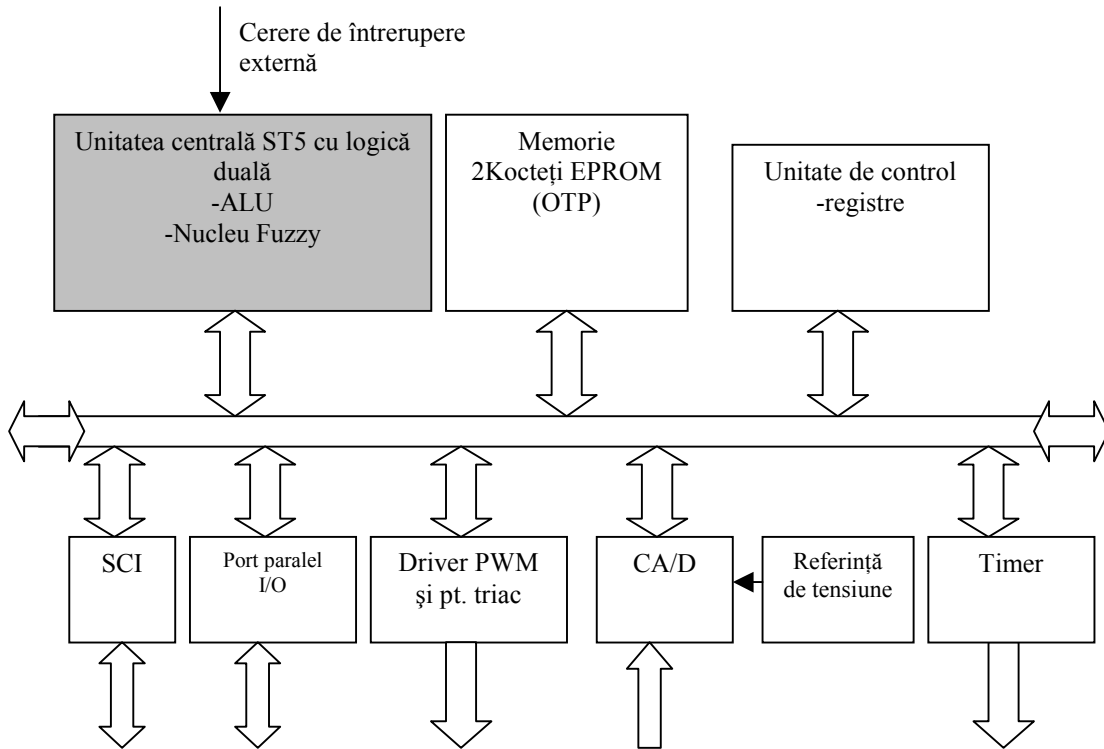 Cerere de întrerupere
externă
Unitatea centrală ST5 cu logică
duală
-ALU
-Nucleu Fuzzy
Memorie
2Kocteți EPROM
(OTP)
Unitate de control
-registre
SCI
Port paralel
I/O
Driver PWM
şi pt. triac
CA/D
Referință
de tensiune
Timer